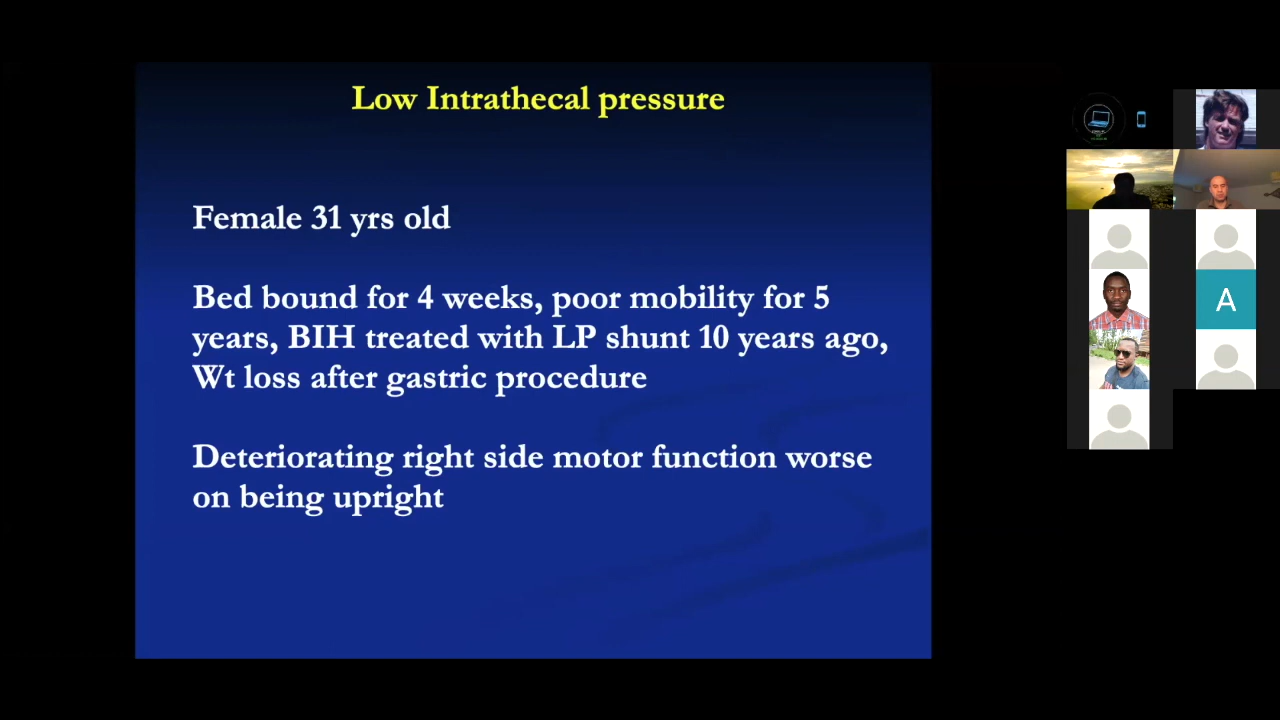 Low Intrathecal pressure
Female 31 yrs old
Bed bound for 4 weeks, poor mobility for 5
years, BIH treated with LP shunt 10 years ago,
Wt loss after gastric procedure
Deteriorating right side motor function worse
on being upright
A